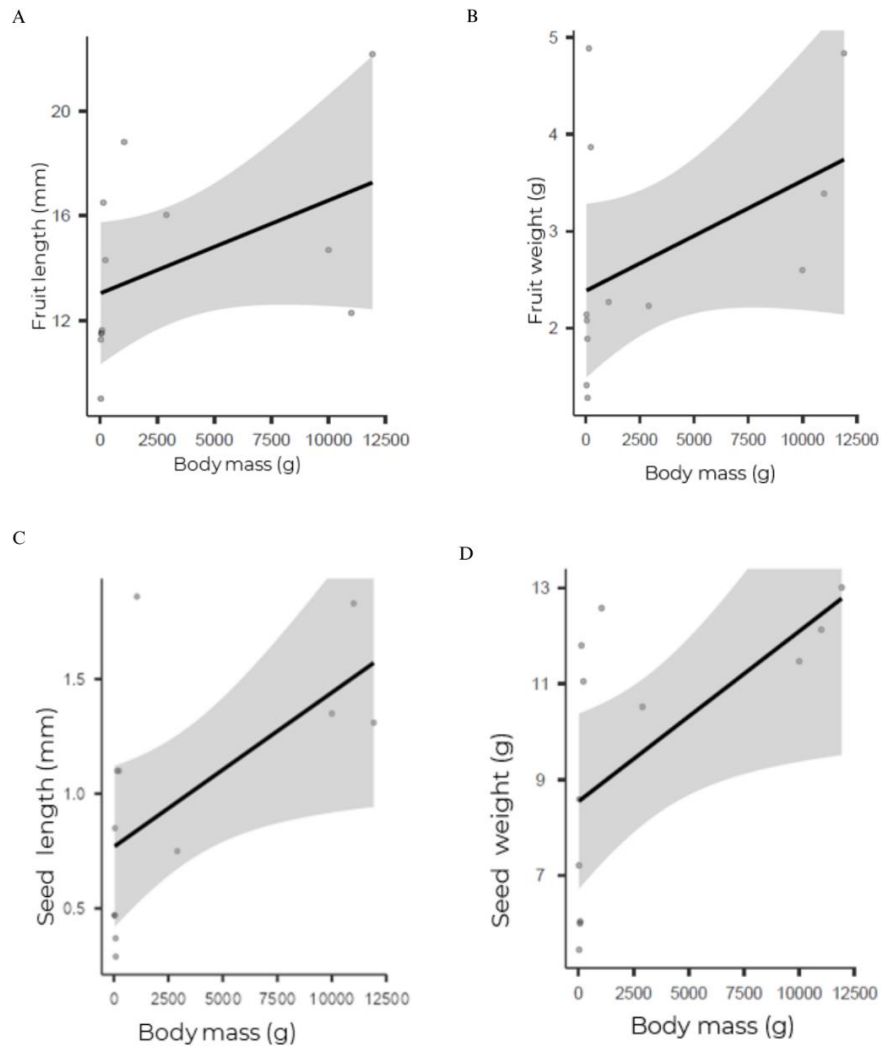 A
B
Fruit length (mm)
20
16
12
0 2500 5000 7500 10000 12500
Body mass (g)
Fruit weight (g)
5
4
3
2
0 2500 5000 7500 10000 12500
Body mass (g)
C
D
Seed length (mm)
1.5
1.0
0.5
0 2500 5000 7500 10000 12500
Body mass (g)
Seed weight (g)
13
11
9
7
0 2500 5000 7500 10000 12500
Body mass (g)